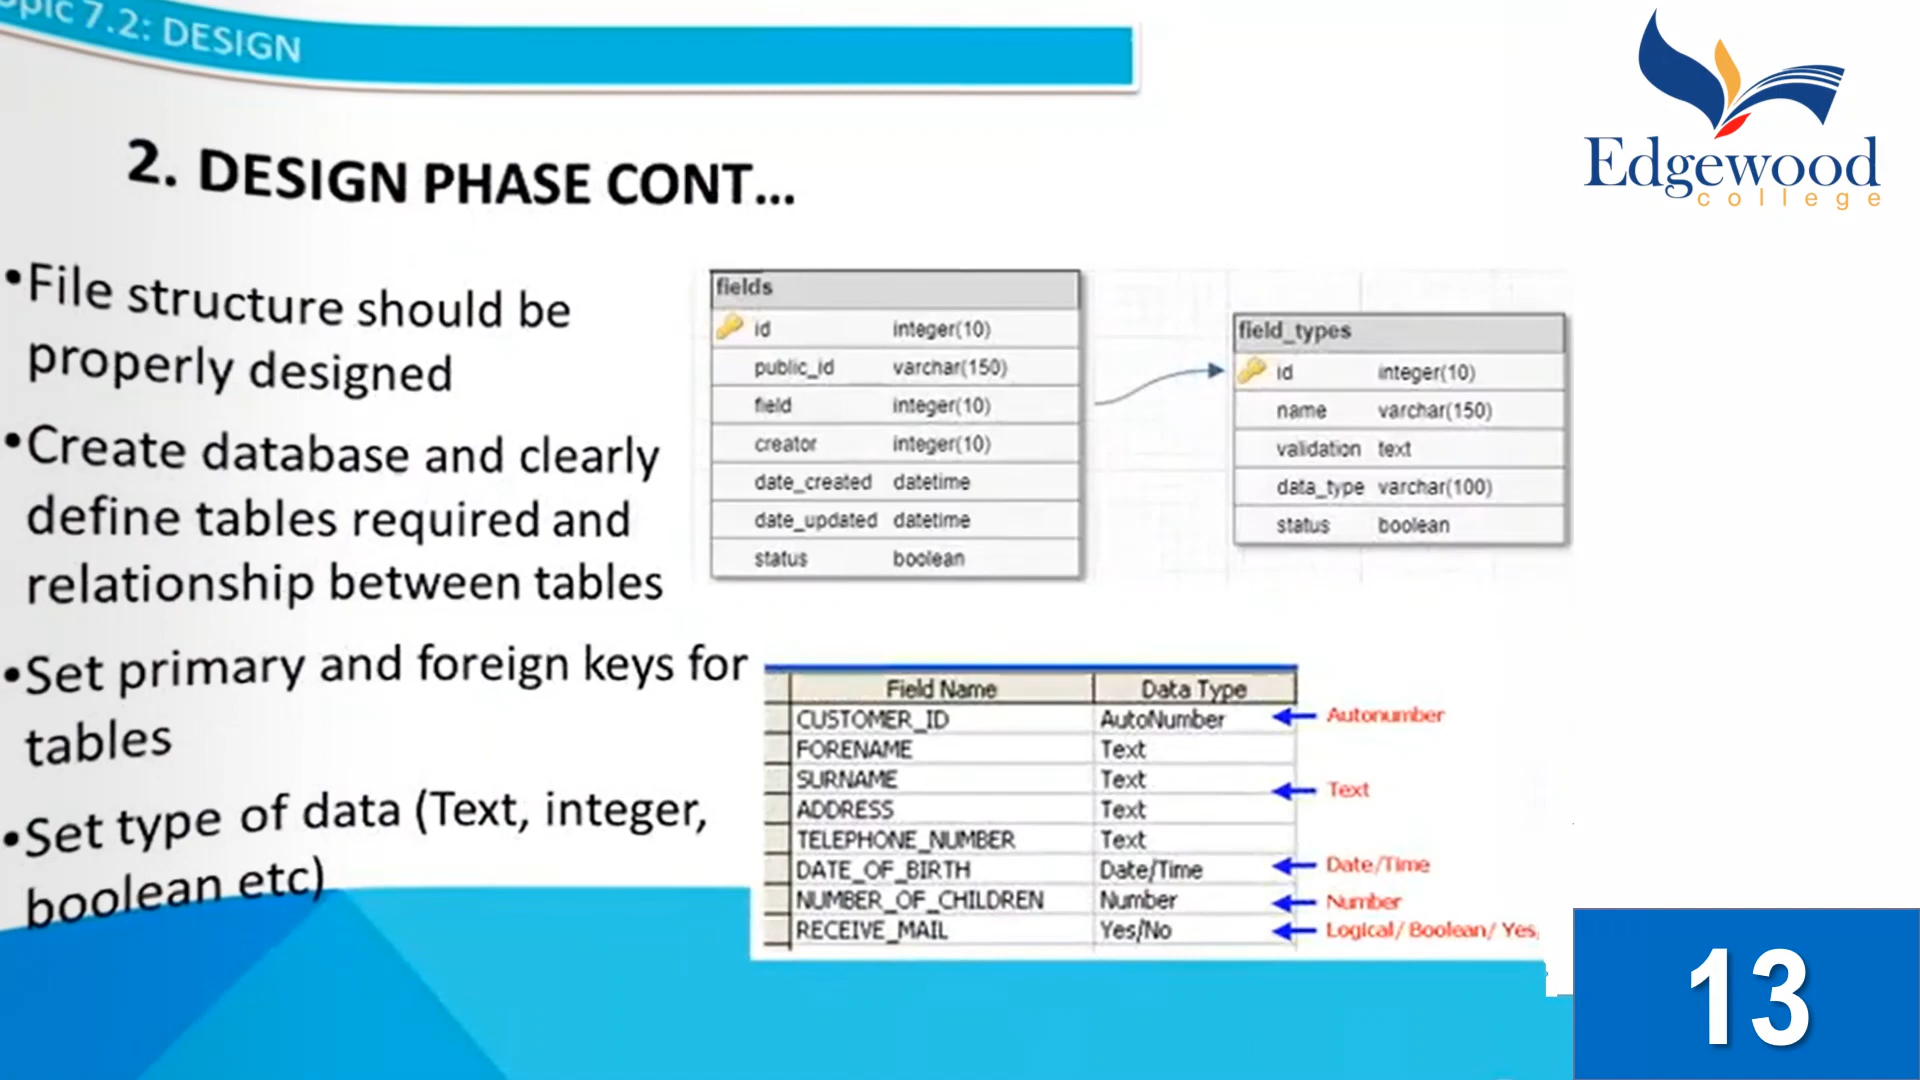 7.2: DESIGN
Edgewood
college
2. DESIGN PHASE CONT...
•File structure should be
properly designed
•Create database and clearly
define tables required and
relationship between tables
•Set primary and foreign keys for
tables
•Set type of data (Text, integer,
boolean etc)
fields
id integer(10)
public_id varchar(150)
field integer(10)
creator integer(10)
date_created datetime
date_updated datetime
status boolean
field_types
id integer(10)
name varchar(150)
validation text
data_type varchar(100)
status boolean
Field Name Data Type
CUSTOMER_ID AutoNumber Autonumber
FORENAME Text
SURNAME Text Text
ADDRESS Text
TELEPHONE_NUMBER Text
DATE_OF_BIRTH Date/Time Date/Time
NUMBER_OF_CHILDREN Number Number
RECEIVE_MAIL Yes/No Logical/ Boolean/ Yes
13